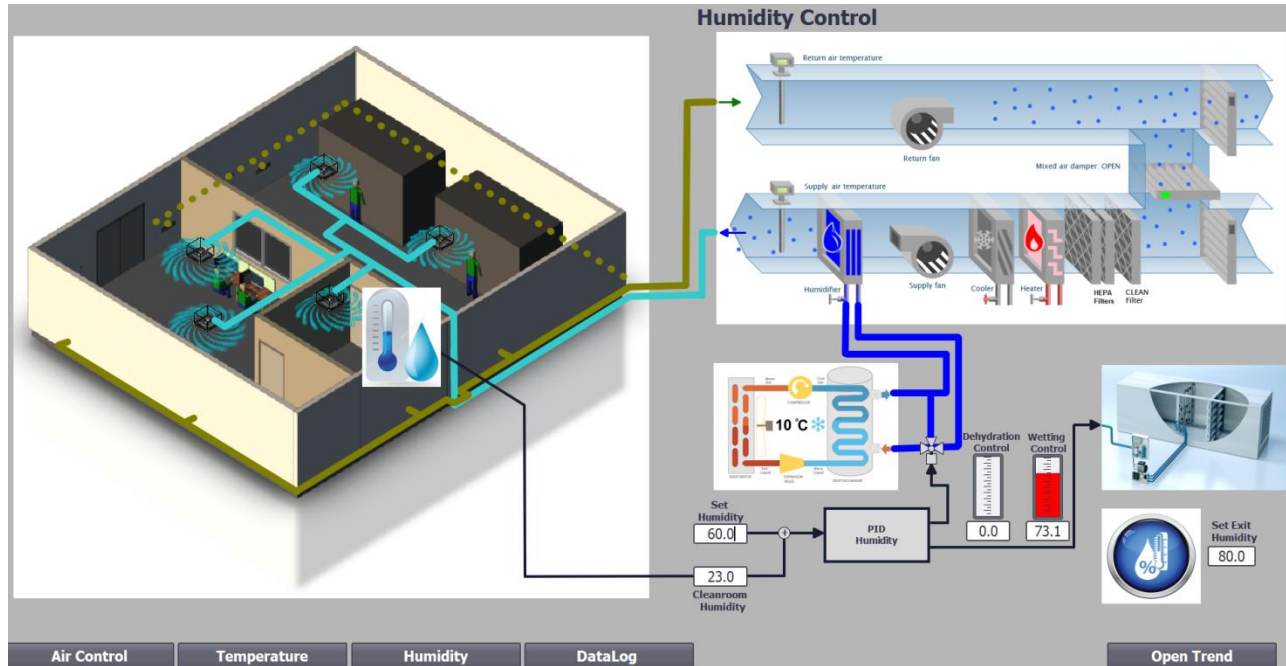 Humidity Control
Return air temperature
Return fan
Mixed air damper. OPEN
Supply air temperature
Humidifier
Supply fan
Cooler
Heater
HEPA
Filters
CLEAN
Filter
COMPRESSOR
10 °C
Dehydration
Control
Wetting
Control
0.0
73.1
Set
Humidity
60.0
PID
Humidity
23.0
Cleanroom
Humidity
%
Set Exit
Humidity
80.0
Air Control
Temperature
Humidity
DataLog
Open Trend